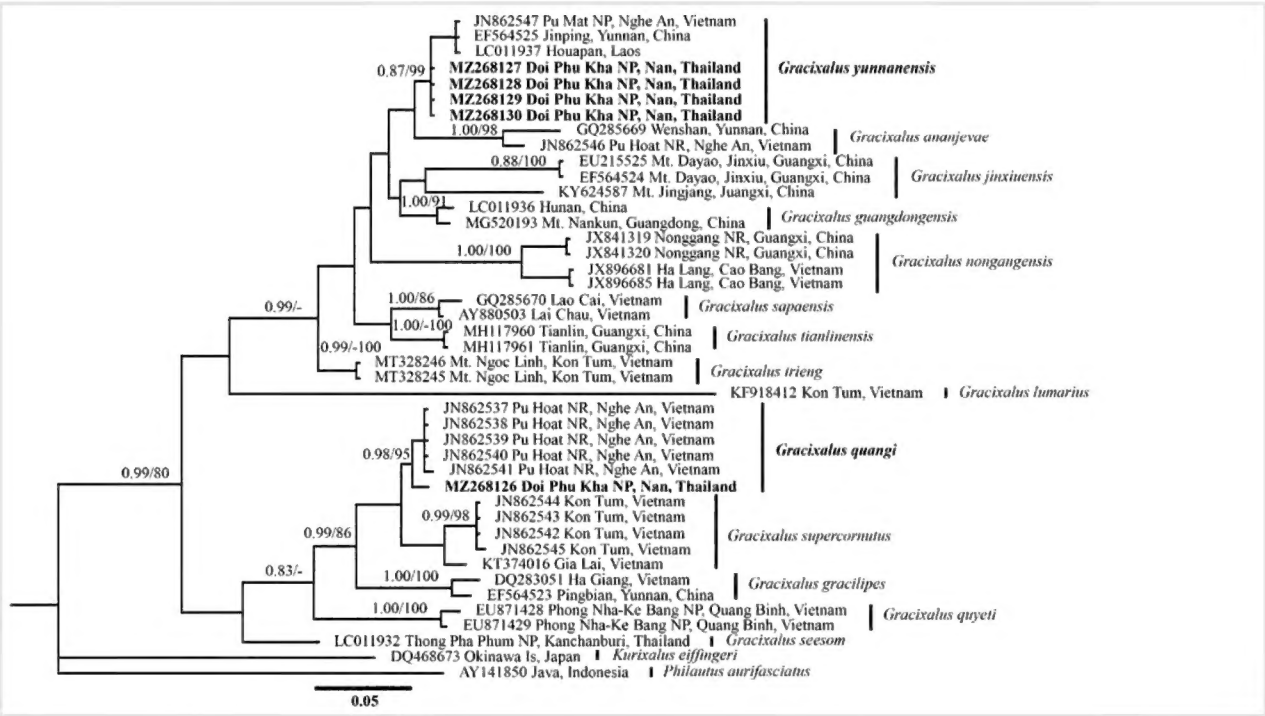 JN862547 Pu Mat NP, Nghe An, Vietnam
EF564525 Jinping, Yunnan, China
LC011937 Houapan, Laos
0.87/99
MZ268127 Doi Phu Kha NP, Nan, Thailand
Gracixalus yunnanensis
MZ268128 Doi Phu Kha NP, Nan, Thailand
MZ268129 Doi Phu Kha NP, Nan, Thailand
MZ268130 Doi Phu Kha NP, Nan, Thailand
1.00/98
GQ285669 Wenshan, Yunnan, China
Gracixalus ananjevae
JN862546 Pu Hoat NR, Nghe An, Vietnam
0.88/100
EU215525 Mt. Dayao, Jinxiu, Guangxi, China
EF564524 Mt. Dayao, Jinxiu, Guangxi, China
Gracixalus jinxiuensis
KY624587 Mt. Jingjang, Juangxi, China
1.00/91
LC011936 Hunan, China
Gracixalus guangdongensis
MG520193 Mt. Nankun, Guangdong, China
JX841319 Nonggang NR, Guangxi, China
1.00/100
JX841320 Nonggang NR, Guangxi, China
Gracixalus nongangensis
JX896681 Ha Lang, Cao Bang, Vietnam
JX896685 Ha Lang, Cao Bang, Vietnam
0.99/-
1.00/86
GQ285670 Lao Cai, Vietnam
Gracixalus sapaensis
AY880503 Lai Chau, Vietnam
1.00/-100
MH117960 Tianlin, Guangxi, China
Gracixalus tianlinensis
MH117961 Tianlin, Guangxi, China
0.99/-100
MT328246 Mt. Ngoc Linh, Kon Tum, Vietnam
Gracixalus trieng
MT328245 Mt. Ngoc Linh, Kon Tum, Vietnam
KF918412 Kon Tum, Vietnam
Gracixalus lumarius
JN862537 Pu Hoat NR, Nghe An, Vietnam
JN862538 Pu Hoat NR, Nghe An, Vietnam
JN862539 Pu Hoat NR, Nghe An, Vietnam
0.98/95
JN862540 Pu Hoat NR, Nghe An, Vietnam
Gracixalus quangi
JN862541 Pu Hoat NR, Nghe An, Vietnam
0.99/80
MZ268126 Doi Phu Kha NP, Nan, Thailand
JN862544 Kon Tum, Vietnam
0.99/98
JN862543 Kon Tum, Vietnam
0.99/86
JN862542 Kon Tum, Vietnam
Gracixalus supercornutus
JN862545 Kon Tum, Vietnam
KT374016 Gia Lai, Vietnam
0.83/-
1.00/100
DQ283051 Ha Giang, Vietnam
Gracixalus gracilipes
EF564523 Pingbian, Yunnan, China
1.00/100
EU871428 Phong Nha-Ke Bang NP, Quang Binh, Vietnam
Gracixalus quyeti
EU871429 Phong Nha-Ke Bang NP, Quang Binh, Vietnam
LC011932 Thong Pha Phum NP, Kanchanburi, Thailand
Gracixalus seesom
DQ468673 Okinawa Is, Japan
Kurixalus eiffingeri
AY141850 Java, Indonesia
Philautus aurifasciatus
0.05